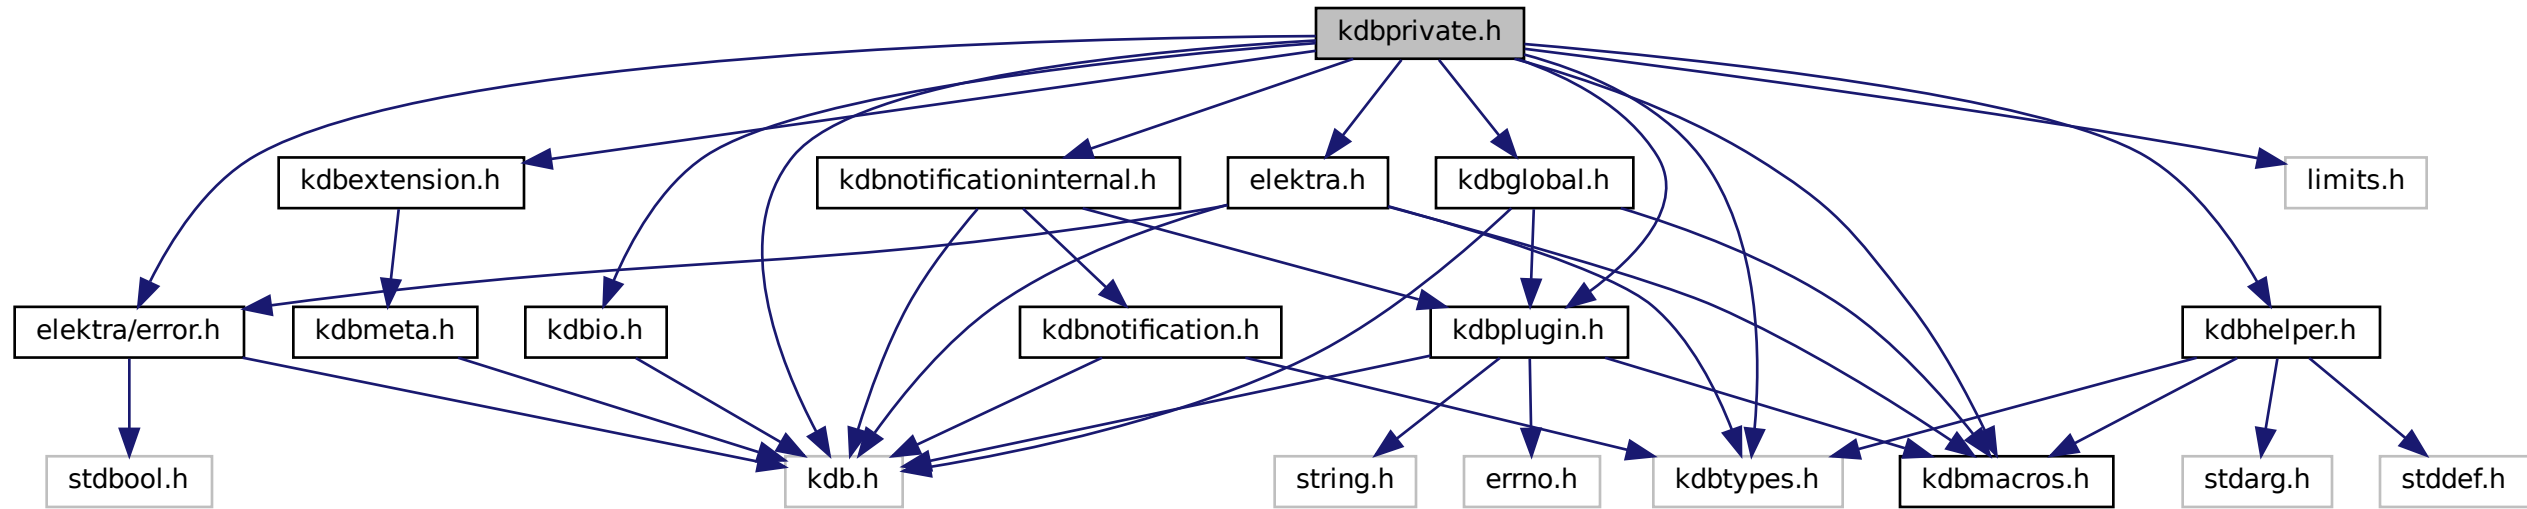 kdbprivate.h
kdbextension.h
kdbnotificationinternal.h
elektra.h
kdbglobal.h
limits.h
elektra/error.h
kdbmeta.h
kdbio.h
kdbnotification.h
kdbplugin.h
kdbhelper.h
stdbool.h
kdb.h
string.h
errno.h
kdbtypes.h
kdbmacros.h
stdarg.h
stddef.h